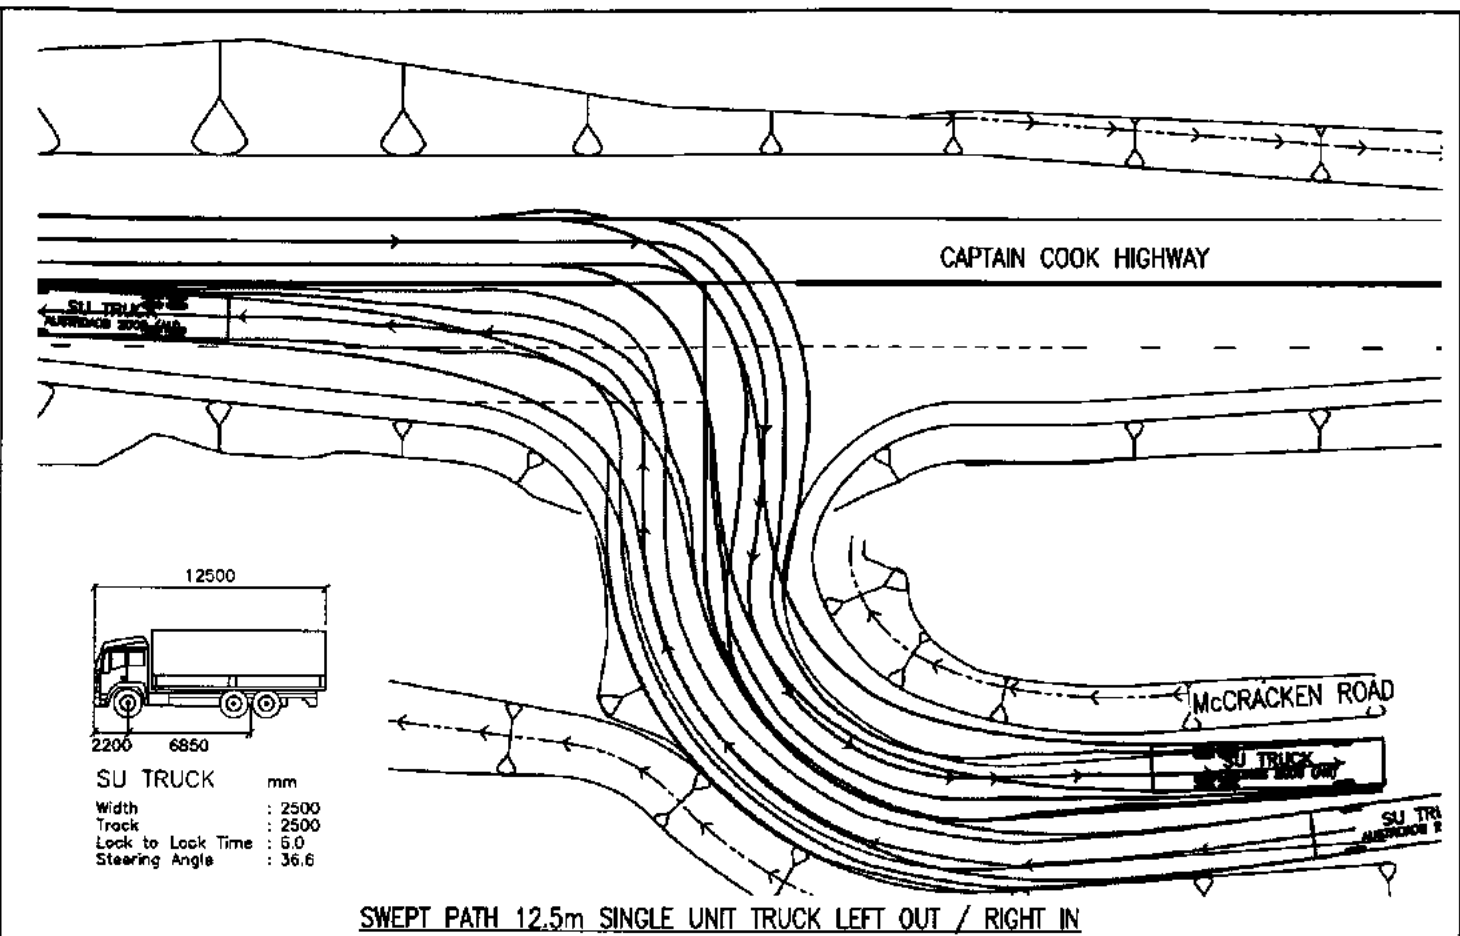 CAPTAIN COOK HIGHWAY
SU TRUCK
12500
2200 6850
SU TRUCK mm
Width : 2500
Track : 2500
Lock to Lock Time : 6.0
Steering Angle : 36.6
McCRACKEN ROAD
SU TRUCK
SU TRU
SWEPT PATH 12.5m SINGLE UNIT TRUCK LEFT OUT / RIGHT IN